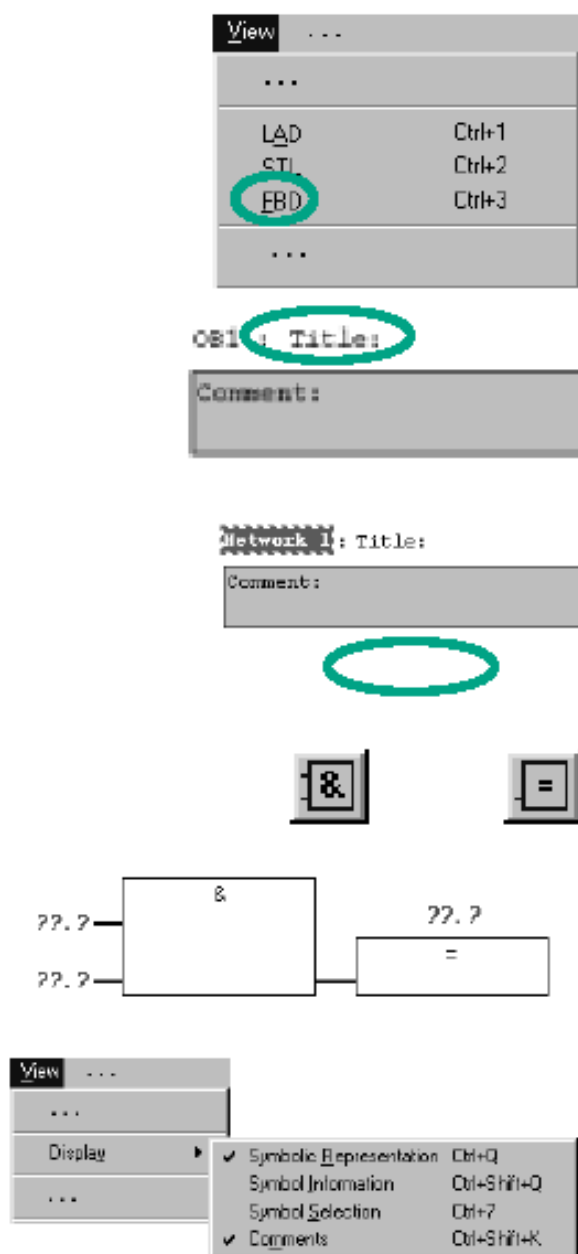 View ...
...
LAD Ctrl+1
STL Ctrl+2
FBD Ctrl+3
...
OB1 : Title:
Comment:
Network 1: Title:
Comment:
& =
&
??.? ??.?
=
??.?
View ...
...
Display
...
✔ Symbolic Representation Ctrl+Q
Symbol Information Ctrl+Shift+Q
Symbol Selection Ctrl+7
✔ Comments Ctrl+Shift+K